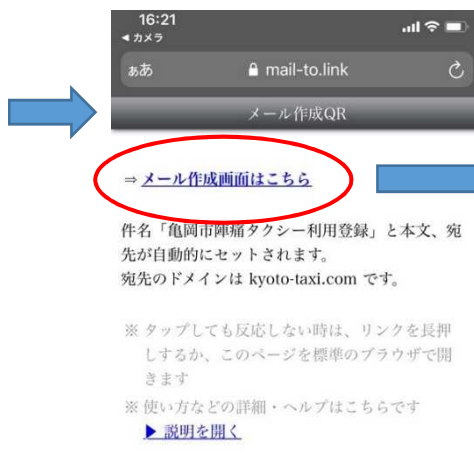 16:21
◀ カメラ
ぁあ mail-to.link
メール作成QR
⇒ メール作成画面はこちら
件名「亀岡市陣痛タクシー利用登録」と本文、宛
先が自動的にセットされます。
宛先のドメインは kyoto-taxi.com です。
※ タップしても反応しない時は、リンクを長押
しするか、このページを標準のブラウザで開
きます
※ 使い方などの詳細・ヘルプはこちらです
▶ 説明を開く